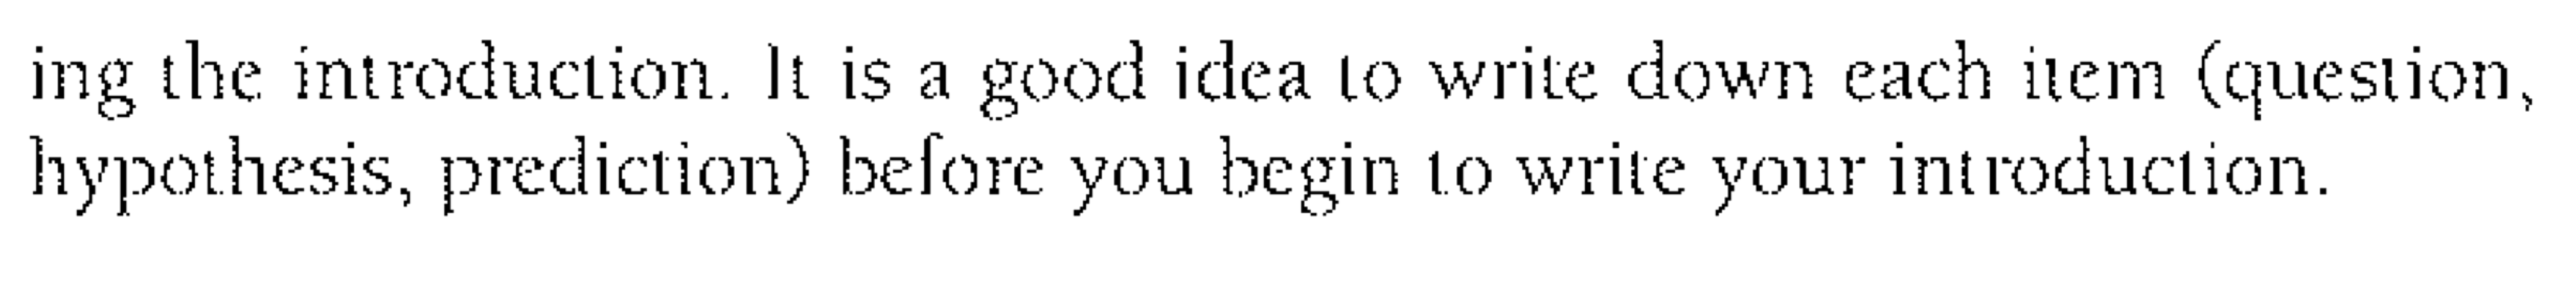 ing the introduction. It is a good idea to write down each item (question,
hypothesis, prediction) before you begin to write your introduction.